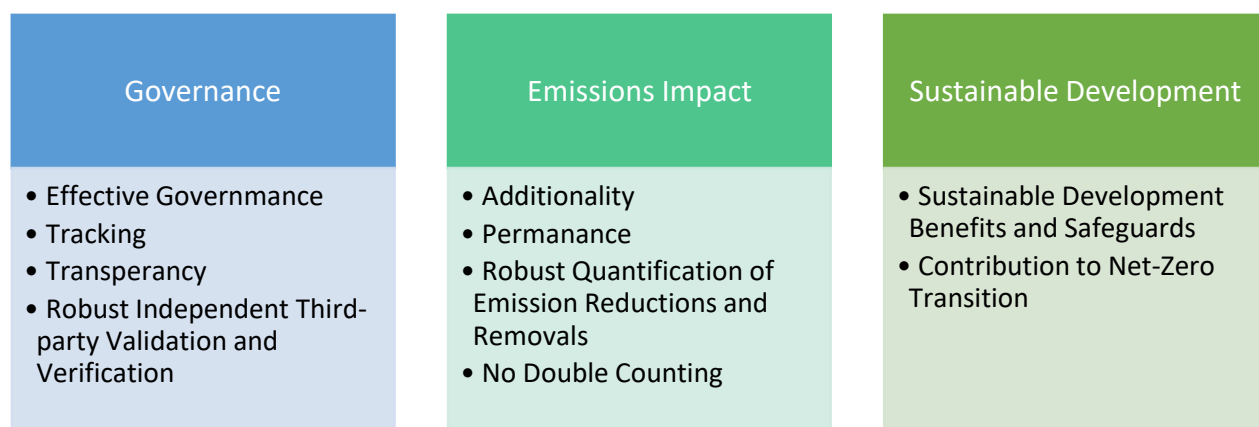 Governance
• Effective Governmance
• Tracking
• Transperancy
• Robust Independent Third-
party Validation and
Verification
Emissions Impact
• Additionality
• Permanance
• Robust Quantification of
Emission Reductions and
Removals
• No Double Counting
Sustainable Development
• Sustainable Development
Benefits and Safeguards
• Contribution to Net-Zero
Transition